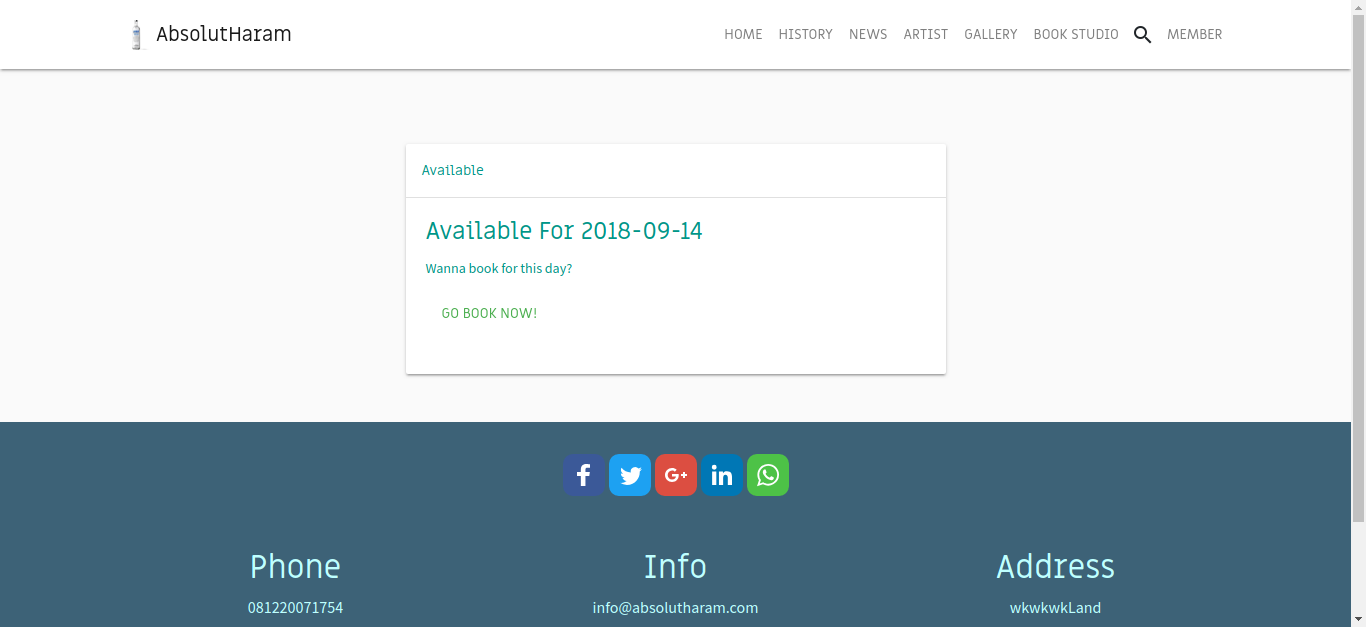 AbsolutHaram
HOME HISTORY NEWS ARTIST GALLERY BOOK STUDIO MEMBER
Available
Available For 2018-09-14
Wanna book for this day?
GO BOOK NOW!
Phone Info Address
081220071754 info@absolutharam.com wkwkwkLand